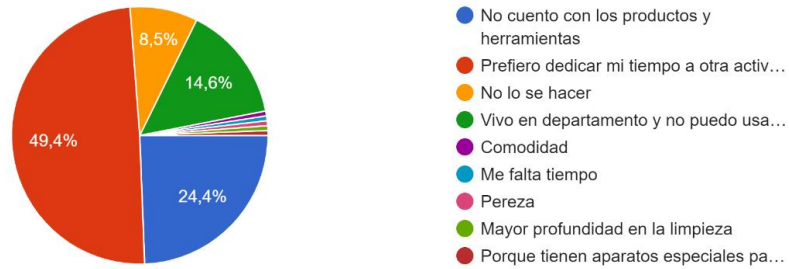 8,5%
14,6%
49,4%
24,4%
No cuento con los productos y
herramientas
Prefiero dedicar mi tiempo a otra activ…
No lo se hacer
Vivo en departamento y no puedo usa…
Comodidad
Me falta tiempo
Pereza
Mayor profundidad en la limpieza
Porque tienen aparatos especiales pa…